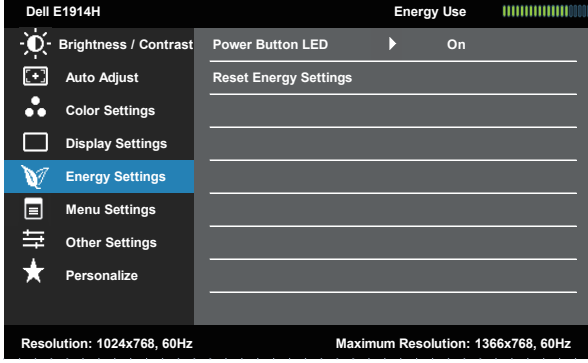 Dell E1914H Energy Use
Brightness / Contrast Power Button LED On
Auto Adjust Reset Energy Settings
Color Settings
Display Settings
Energy Settings
Menu Settings
Other Settings
Personalize
Resolution: 1024x768, 60Hz Maximum Resolution: 1366x768, 60Hz